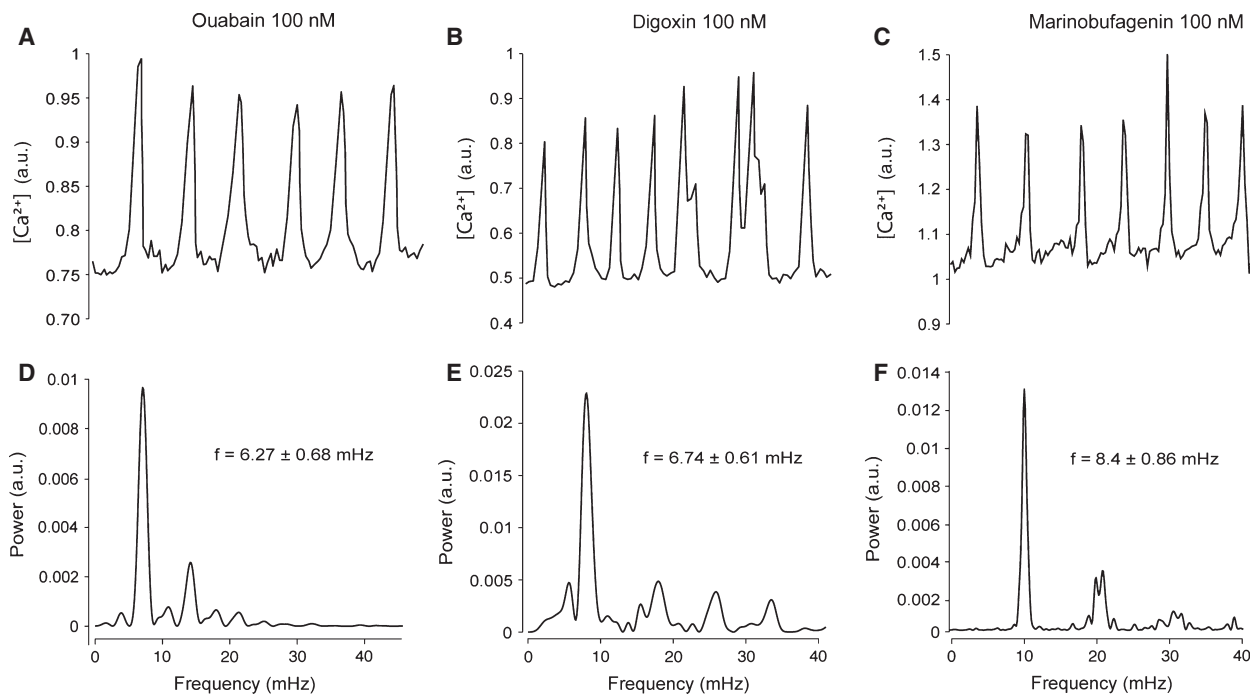 Ouabain 100 nM
Digoxin 100 nM
Marinobufagenin 100 nM
A
B
C
[Ca²⁺] (a.u.)
1
0.95
0.9
0.85
0.8
0.75
0.70
[Ca²⁺] (a.u.)
1
0.9
0.8
0.7
0.6
0.5
0.4
[Ca²⁺] (a.u.)
1.5
1.4
1.3
1.2
1.1
1
0.9
D
E
F
Power (a.u.)
0.01
0.008
0.006
0.004
0.002
0
f = 6.27 ± 0.68 mHz
0 10 20 30 40
Frequency (mHz)
Power (a.u.)
0.025
0.02
0.015
0.01
0.005
0
f = 6.74 ± 0.61 mHz
0 10 20 30 40
Frequency (mHz)
Power (a.u.)
0.014
0.012
0.01
0.008
0.006
0.004
0.002
0
f = 8.4 ± 0.86 mHz
0 10 20 30 40
Frequency (mHz)